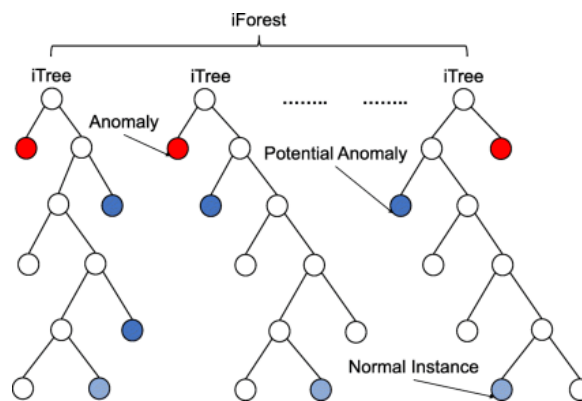 iForest
iTree
iTree
........
........
iTree
Anomaly
Potential Anomaly
Normal Instance